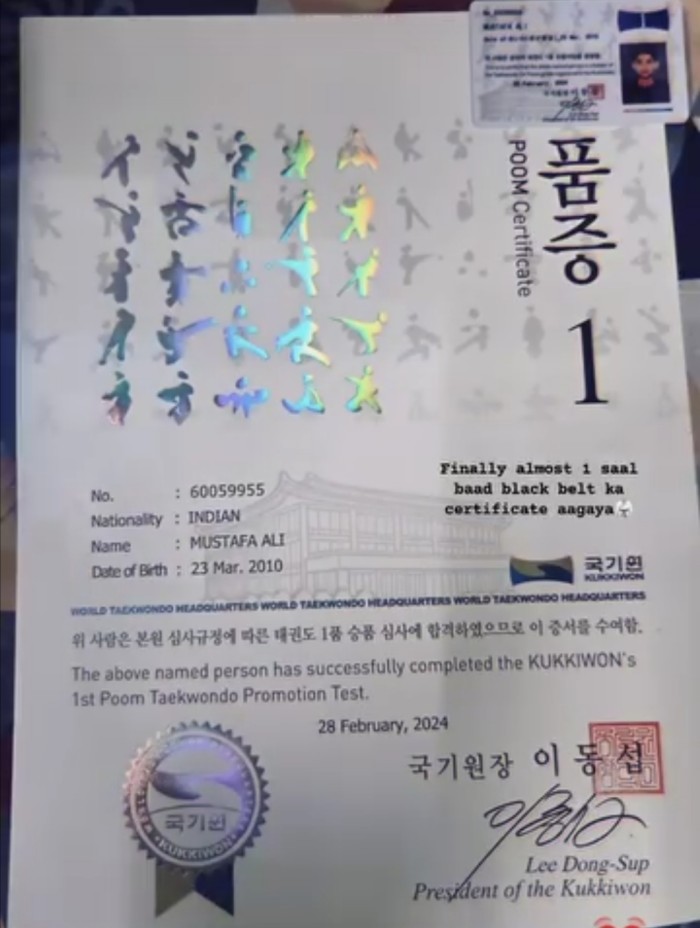 품증
POOM Certificate
1
Finally almost 1 saal
baad black belt ka
certificate aagaya
No. : 60059955
Nationality : INDIAN
Name : MUSTAFA ALI
Date of Birth : 23 Mar. 2010
국기원
KUKKIWON
WORLD TAEKWONDO HEADQUARTERS WORLD TAEKWONDO HEADQUARTERS WORLD TAEKWONDO HEADQUARTERS
위 사람은 본원 심사규정에 따른 태권도 1품 승품 심사에 합격하였으므로 이 증서를 수여함.
The above named person has successfully completed the KUKKIWON's
1st Poom Taekwondo Promotion Test.
28 February, 2024
국기원장 이동섭
국기원
KUKKIWON
Lee Dong-Sup
President of the Kukkiwon